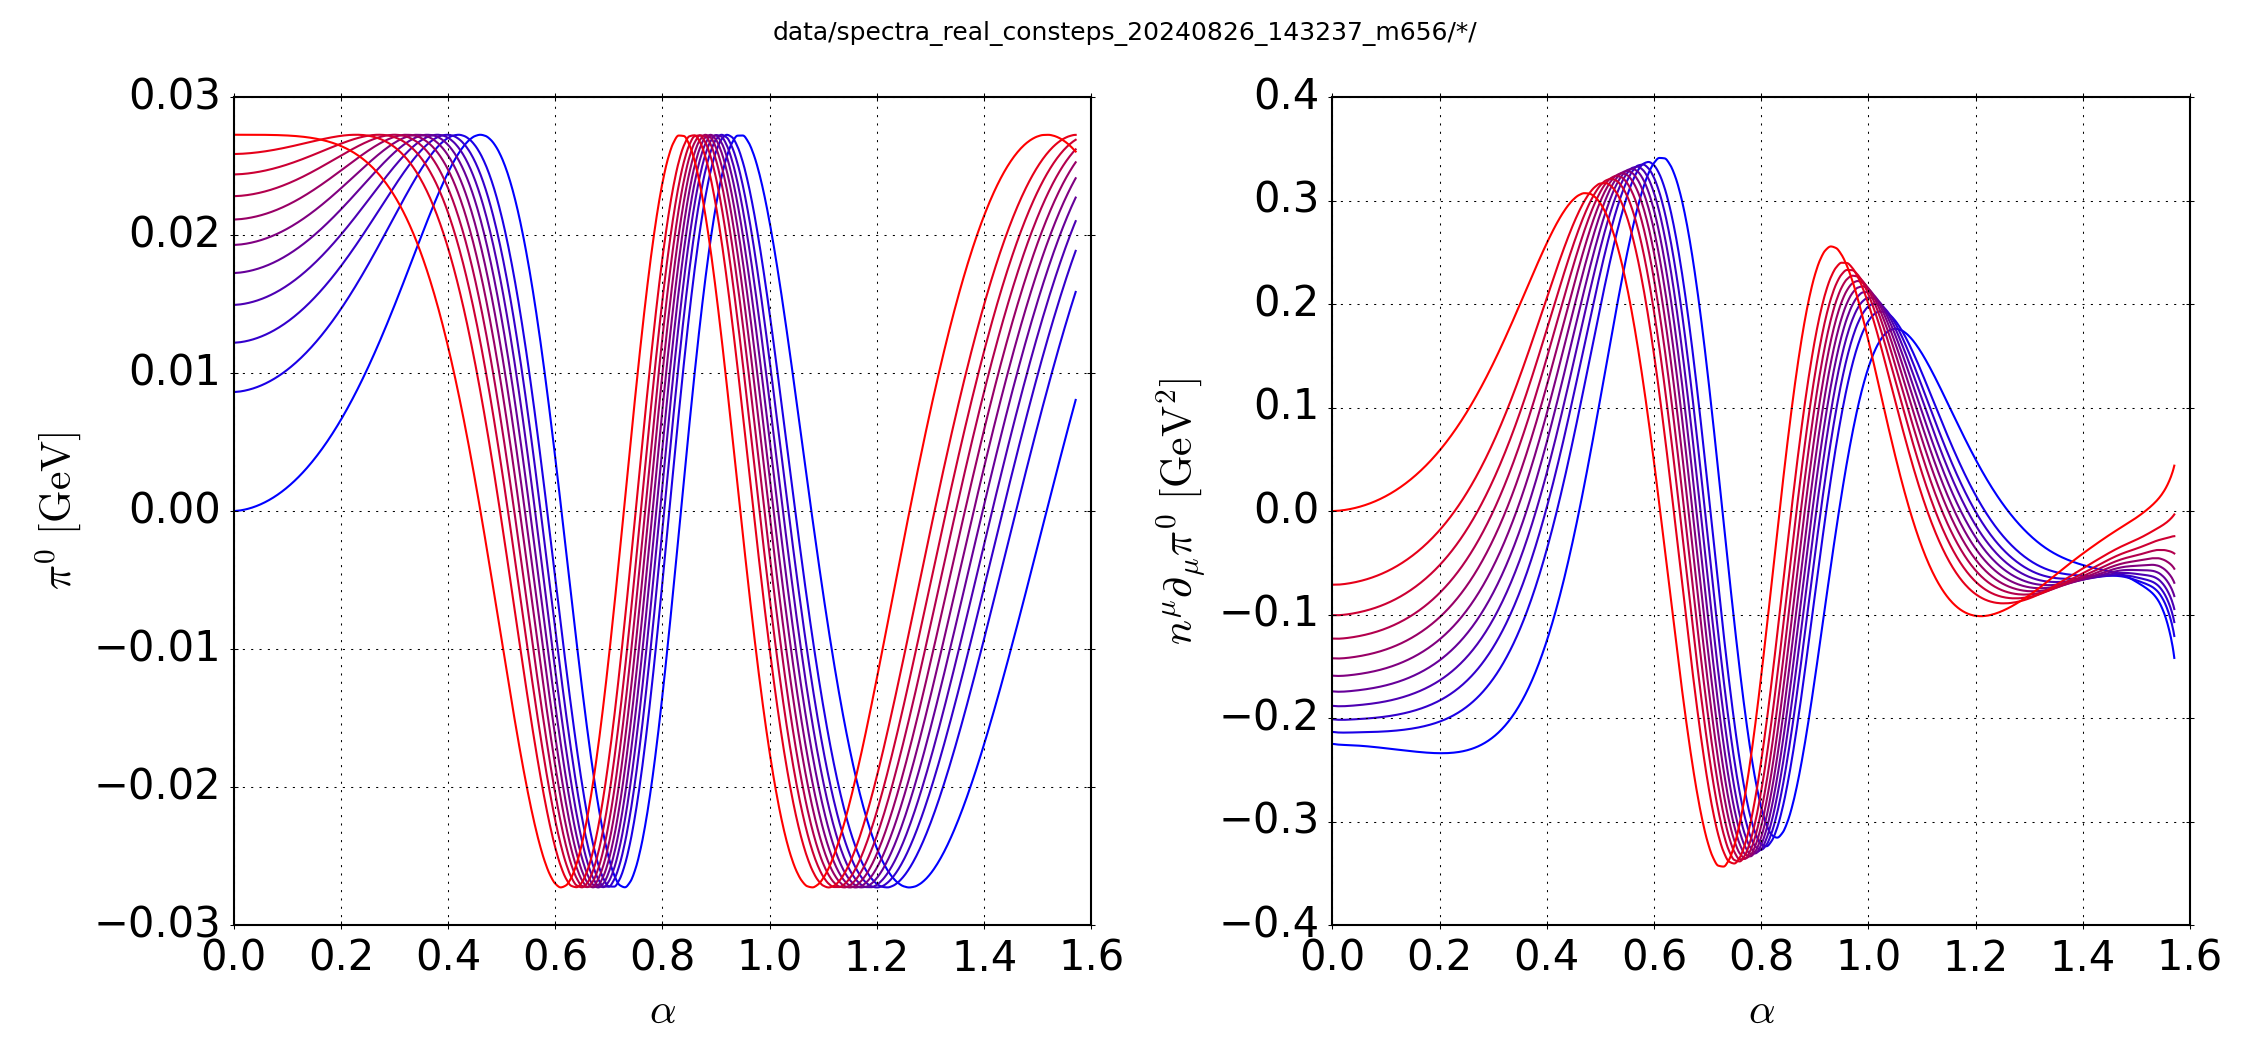 data/spectra_real_consteps_20240826_143237_m656/*/
0.03
0.02
0.01
0.00
−0.01
−0.02
−0.03
π⁰ [GeV]
0.0 0.2 0.4 0.6 0.8 1.0 1.2 1.4 1.6
α
0.4
0.3
0.2
0.1
0.0
−0.1
−0.2
−0.3
−0.4
n^μ∂_μπ⁰ [GeV²]
0.0 0.2 0.4 0.6 0.8 1.0 1.2 1.4 1.6
α